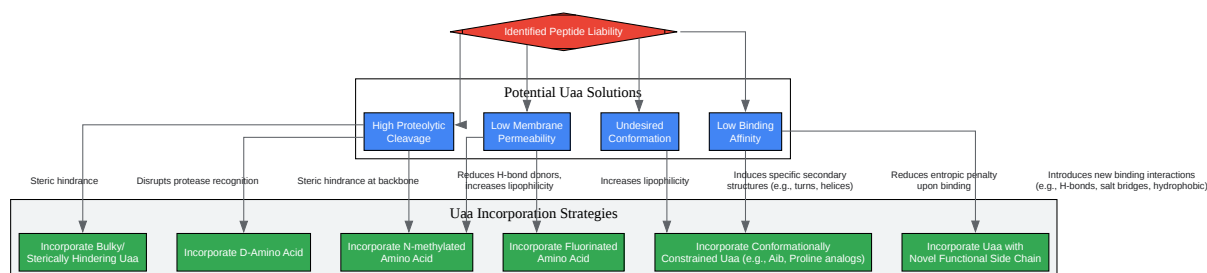 Identified Peptide Liability
Potential Uaa Solutions
High Proteolytic
Cleavage
Low Membrane
Permeability
Undesired
Conformation
Low Binding
Affinity
Steric hindrance
Disrupts protease recognition
Steric hindrance at backbone
Reduces H-bond donors,
increases lipophilicity
Increases lipophilicity
Induces specific secondary
structures (e.g., turns, helices)
Reduces entropic penalty
upon binding
Introduces new binding interactions
(e.g., H-bonds, salt bridges, hydrophobic)
Uaa Incorporation Strategies
Incorporate Bulky/
Sterically Hindering Uaa
Incorporate D-Amino Acid
Incorporate N-methylated
Amino Acid
Incorporate Fluorinated
Amino Acid
Incorporate Conformationally
Constrained Uaa (e.g., Aib, Proline analogs)
Incorporate Uaa with
Novel Functional Side Chain